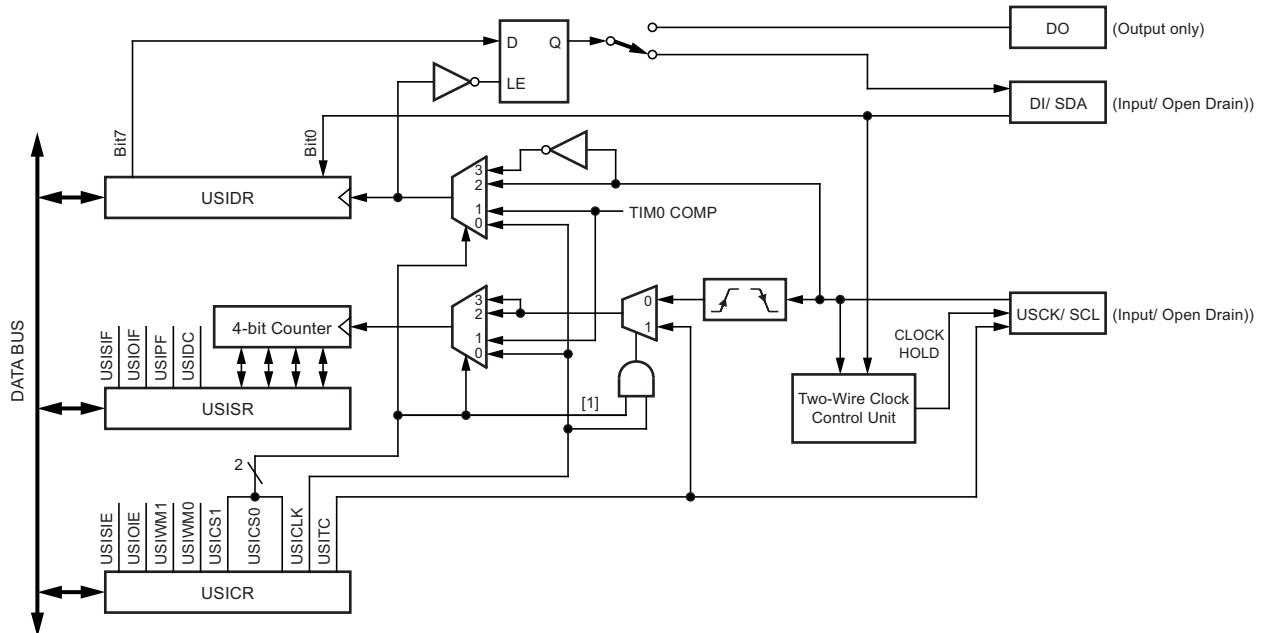 DO (Output only)
D Q
LE
DI/ SDA (Input/ Open Drain))
Bit7
Bit0
3
2
1
0
TIM0 COMP
USIDR
DATA BUS
3
2
1
0
0
1
USCK/ SCL (Input/ Open Drain))
CLOCK
HOLD
4-bit Counter
USISIF
USIOIF
USIPF
USIDC
USISR
[1]
Two-Wire Clock
Control Unit
2
USISIE
USIOIE
USIWM1
USIWM0
USICS1
USICS0
USICLK
USITC
USICR